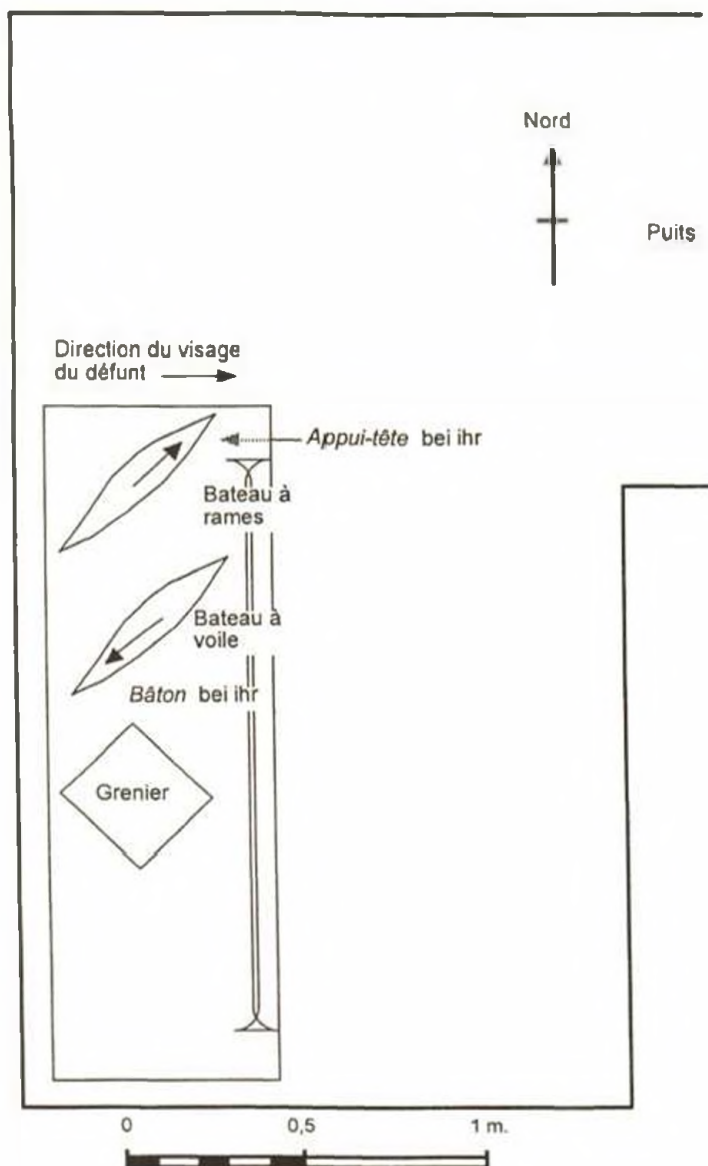 Nord
Puits
Direction du visage
du défunt
Appui-tête bei ihr
Bateau à
rames
Bateau à
voile
Bâton bei ihr
Grenier
0 0,5 1 m.